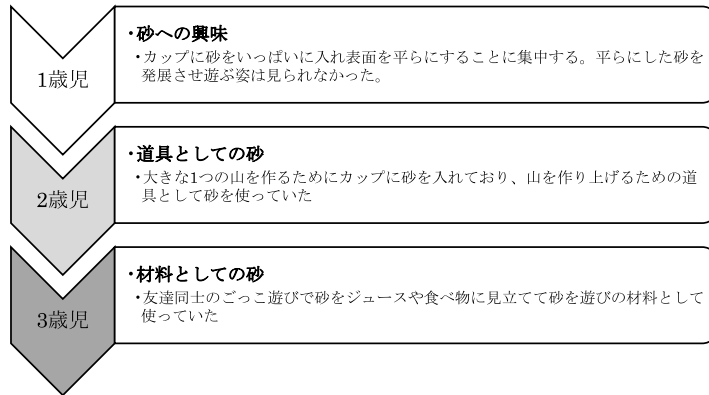 1歳児
・砂への興味
・カップに砂をいっぱいに入れ表面を平らにすることに集中する。平らにした砂を
発展させ遊ぶ姿は見られなかった。
2歳児
・道具としての砂
・大きな1つの山を作るためにカップに砂を入れており、山を作り上げるための道
具として砂を使っていた
3歳児
・材料としての砂
・友達同士のごっこ遊びで砂をジュースや食べ物に見立てて砂を遊びの材料として
使っていた